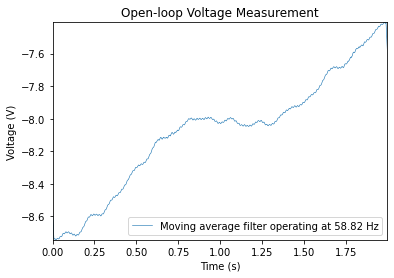 Open-loop Voltage Measurement
−7.6
−7.8
−8.0
−8.2
−8.4
−8.6
Voltage (V)
Moving average filter operating at 58.82 Hz
0.00 0.25 0.50 0.75 1.00 1.25 1.50 1.75
Time (s)